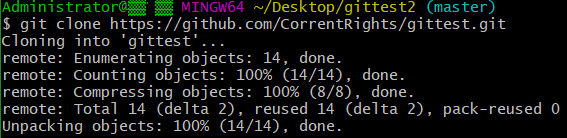 Administrator@ MINGW64 ~/Desktop/gittest2 (master)
$ git clone https://github.com/CorrentRights/gittest.git
Cloning into 'gittest'...
remote: Enumerating objects: 14, done.
remote: Counting objects: 100% (14/14), done.
remote: Compressing objects: 100% (8/8), done.
remote: Total 14 (delta 2), reused 14 (delta 2), pack-reused 0
Unpacking objects: 100% (14/14), done.